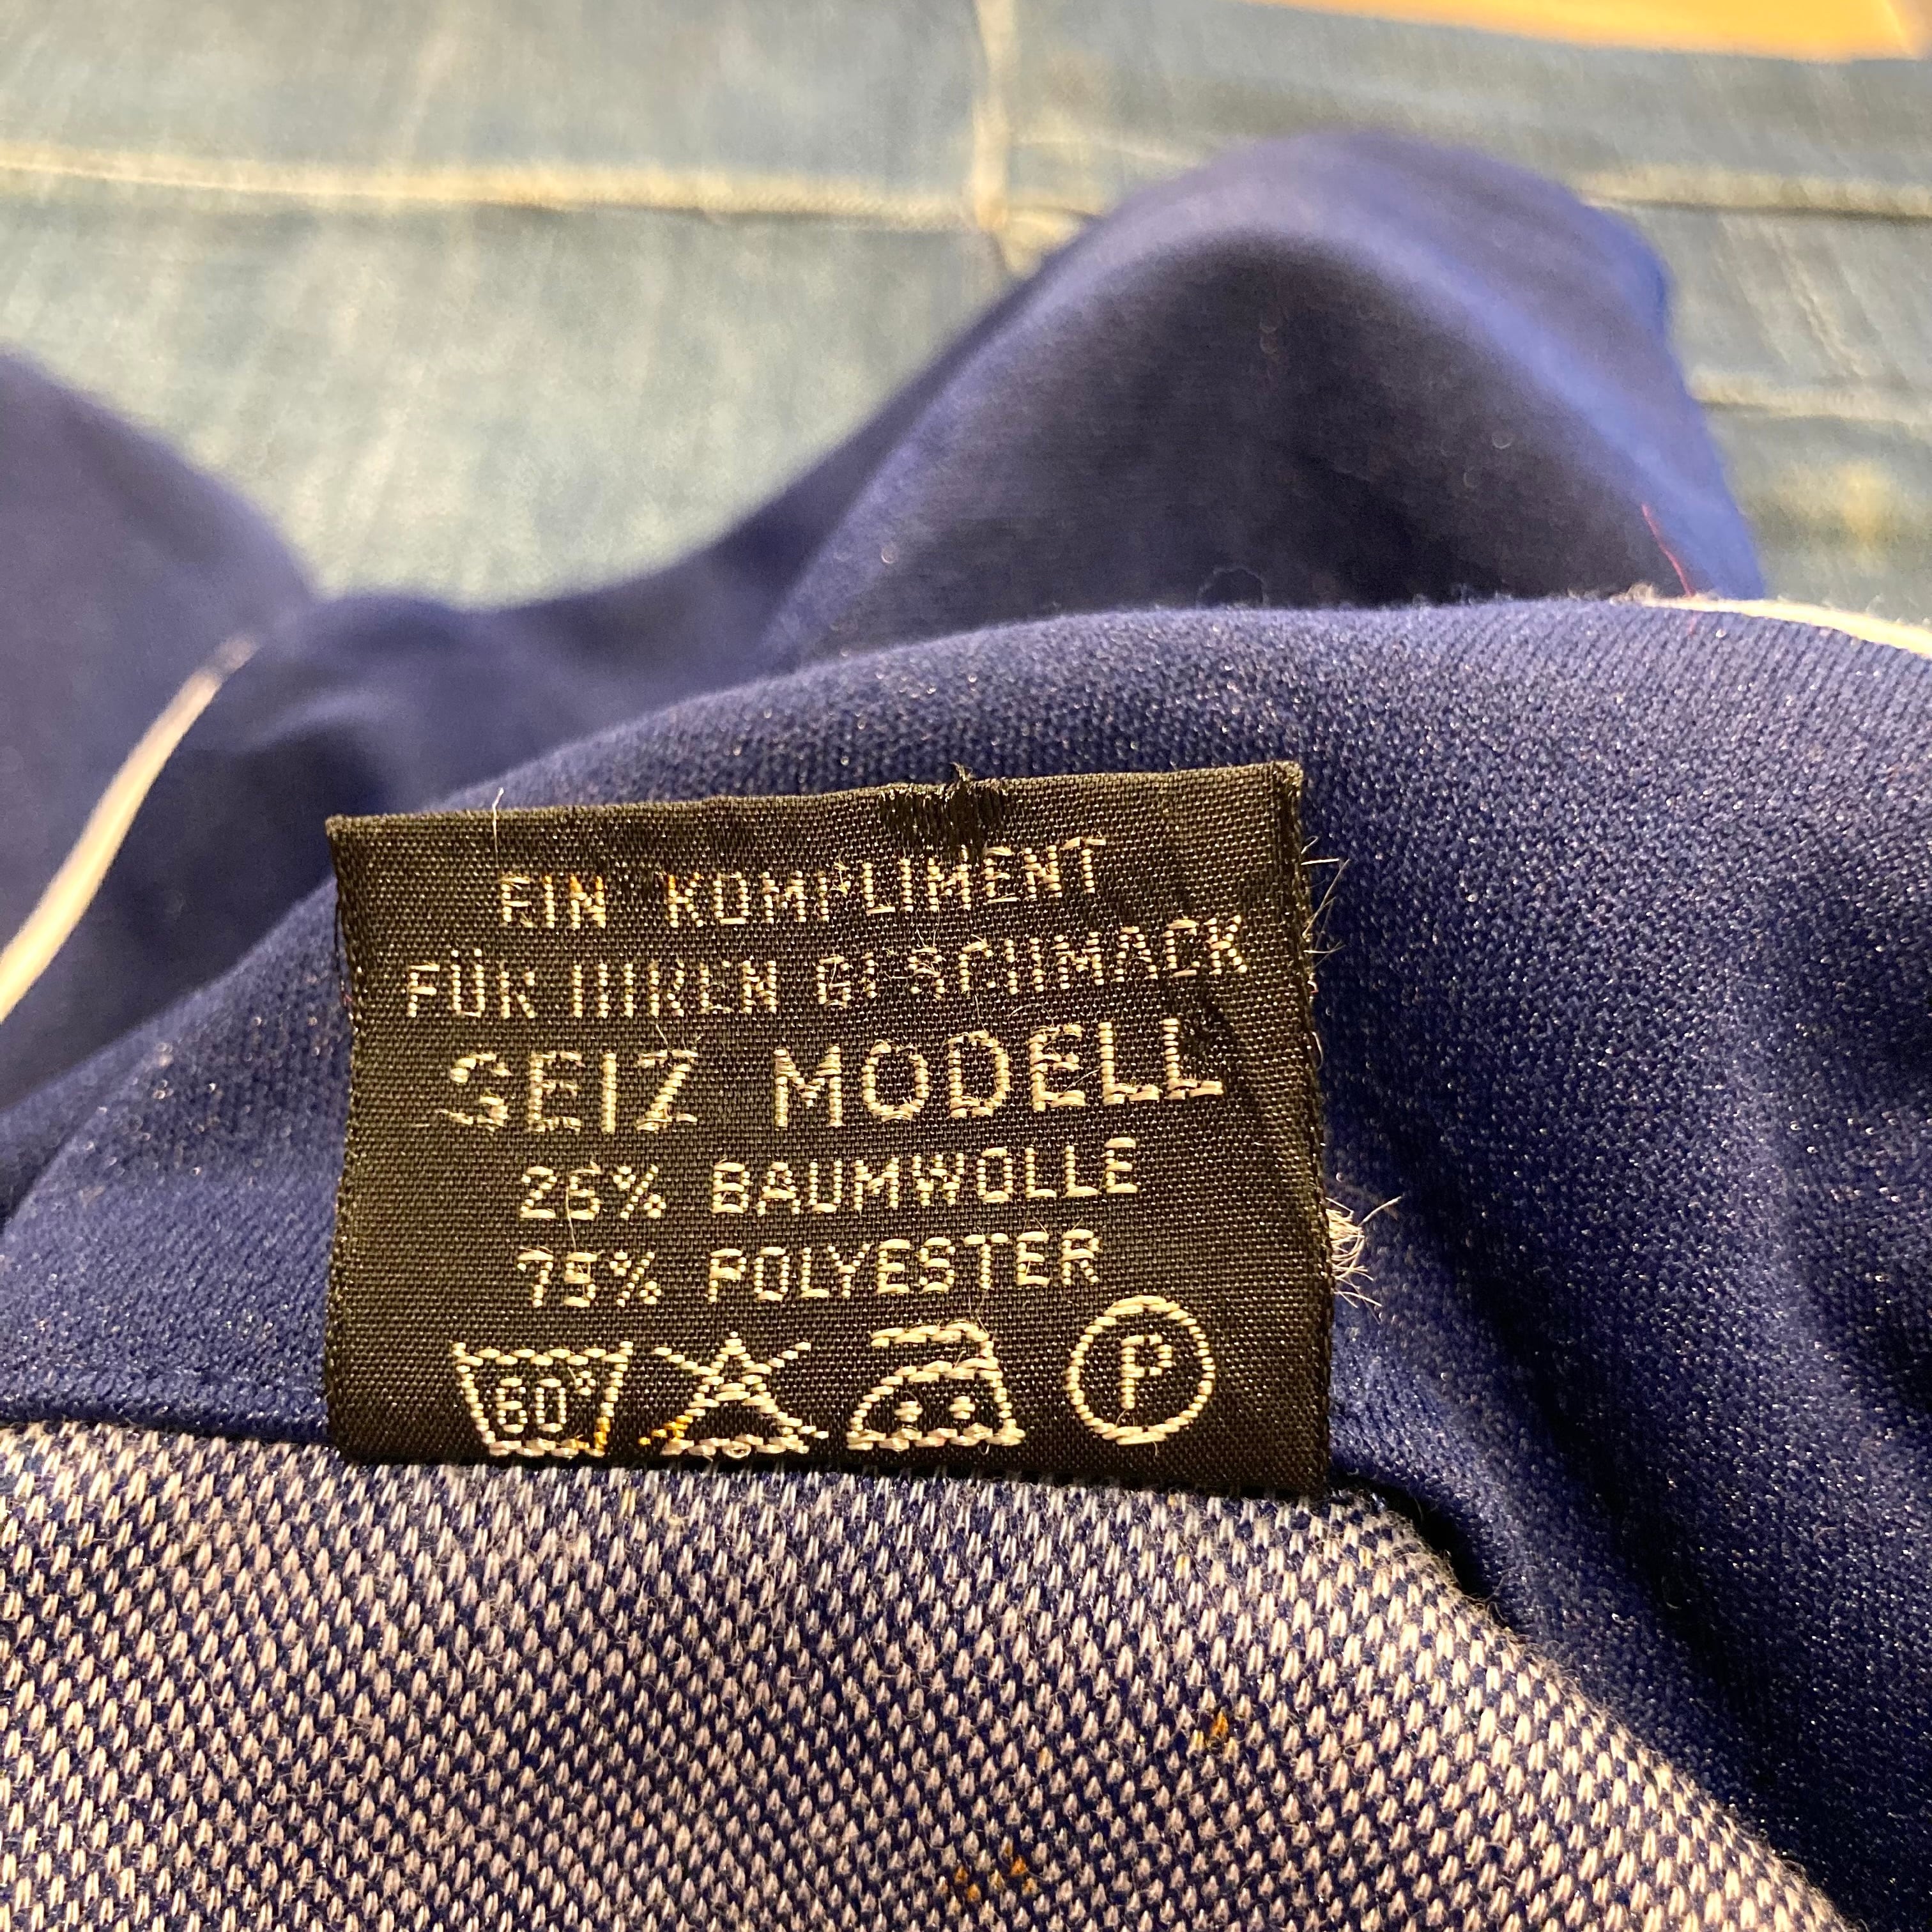 EIN KOMPLIMENT
FÜR IHREN GESCHMACK
SEIZ MODELL
25% BAUMWOLLE
75% POLYESTER
60° P